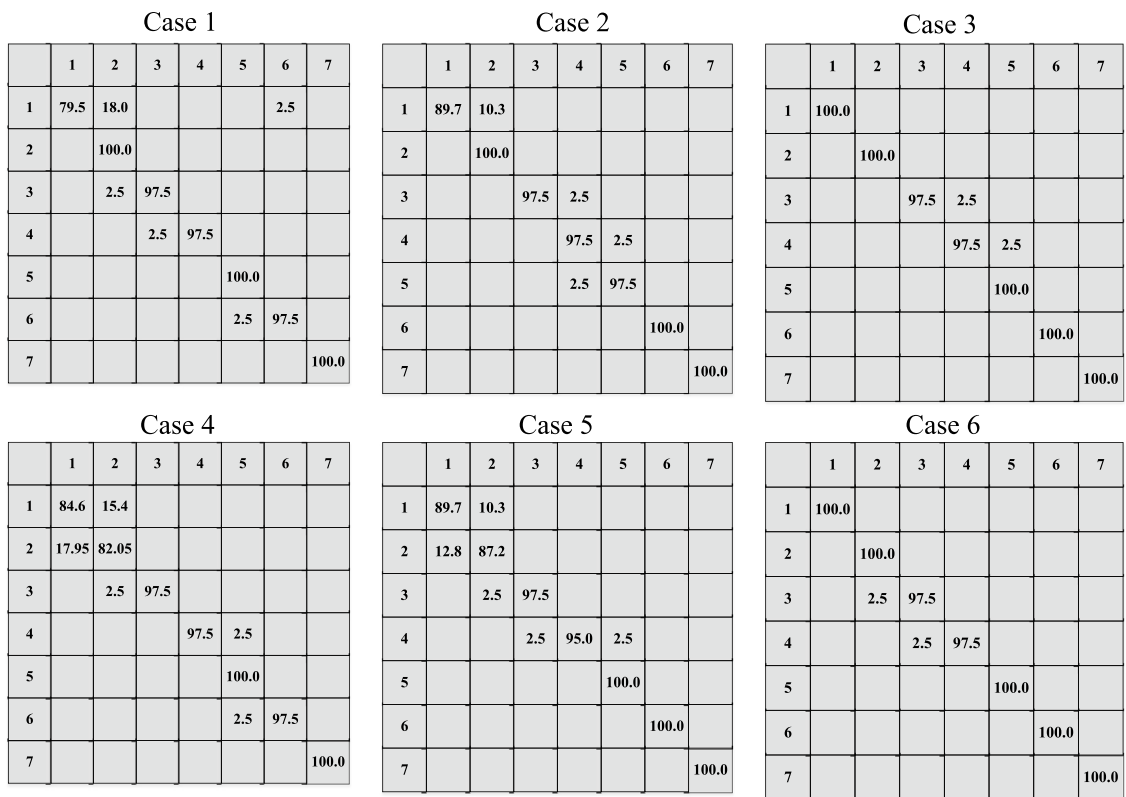 Case 1
1 2 3 4 5 6 7
1 79.5 18.0 2.5
2 100.0
3 2.5 97.5
4 2.5 97.5
5 100.0
6 2.5 97.5
7 100.0
Case 2
1 2 3 4 5 6 7
1 89.7 10.3
2 100.0
3 97.5 2.5
4 97.5 2.5
5 2.5 97.5
6 100.0
7 100.0
Case 3
1 2 3 4 5 6 7
1 100.0
2 100.0
3 97.5 2.5
4 97.5 2.5
5 100.0
6 100.0
7 100.0
Case 4
1 2 3 4 5 6 7
1 84.6 15.4
2 17.95 82.05
3 2.5 97.5
4 97.5 2.5
5 100.0
6 2.5 97.5
7 100.0
Case 5
1 2 3 4 5 6 7
1 89.7 10.3
2 12.8 87.2
3 2.5 97.5
4 2.5 95.0 2.5
5 100.0
6 100.0
7 100.0
Case 6
1 2 3 4 5 6 7
1 100.0
2 100.0
3 2.5 97.5
4 2.5 97.5
5 100.0
6 100.0
7 100.0